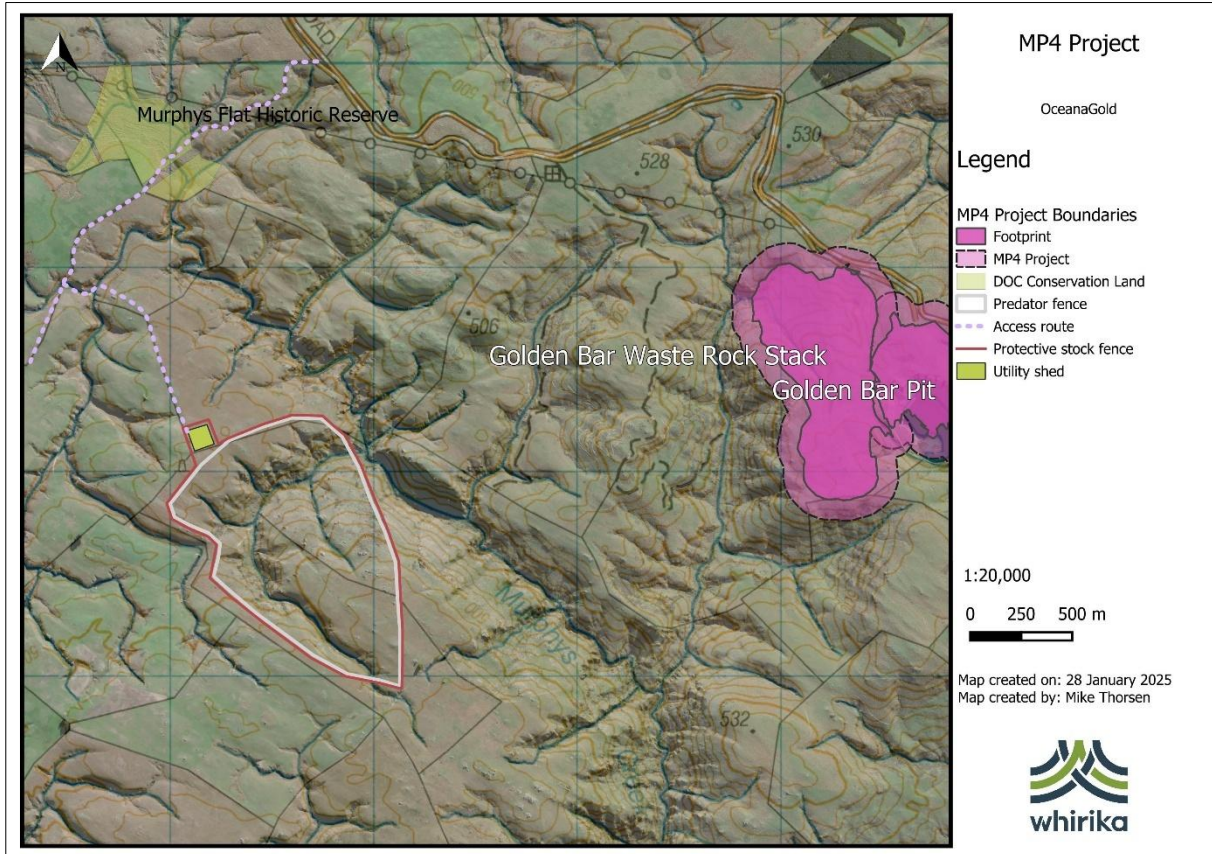 OAD
300
N
Murphys Flat Historic Reserve
528
530
506
Golden Bar Waste Rock Stack
Golden Bar Pit
Murphys
532
MP4 Project
OceanaGold
Legend
MP4 Project Boundaries
Footprint
MP4 Project
DOC Conservation Land
Predator fence
Access route
Protective stock fence
Utility shed
1:20,000
0 250 500 m
Map created on: 28 January 2025
Map created by: Mike Thorsen
whirika